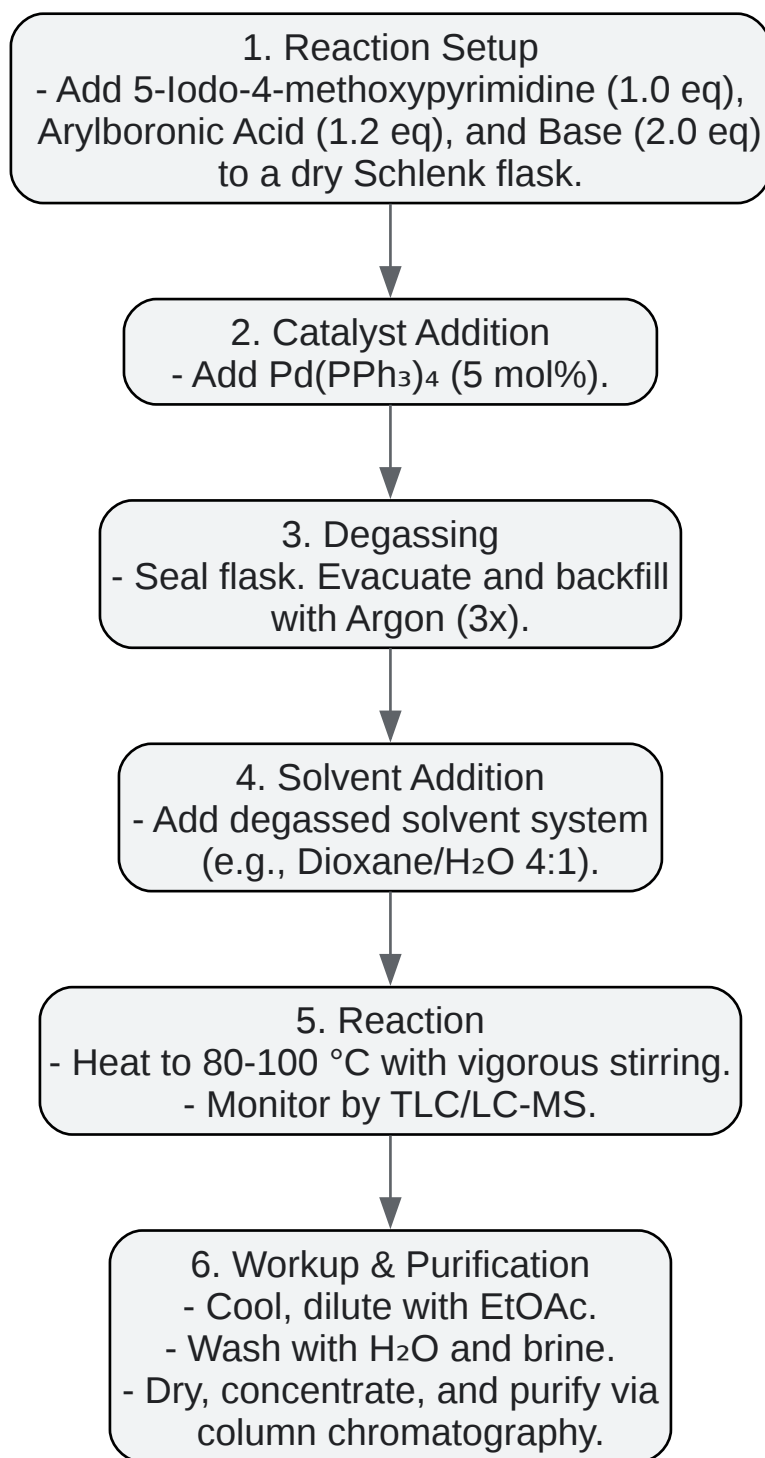 1. Reaction Setup
- Add 5-Iodo-4-methoxypyrimidine (1.0 eq),
Arylboronic Acid (1.2 eq), and Base (2.0 eq)
to a dry Schlenk flask.
2. Catalyst Addition
- Add Pd(PPh₃)₄ (5 mol%).
3. Degassing
- Seal flask. Evacuate and backfill
with Argon (3x).
4. Solvent Addition
- Add degassed solvent system
(e.g., Dioxane/H₂O 4:1).
5. Reaction
- Heat to 80-100 °C with vigorous stirring.
- Monitor by TLC/LC-MS.
6. Workup & Purification
- Cool, dilute with EtOAc.
- Wash with H₂O and brine.
- Dry, concentrate, and purify via
column chromatography.